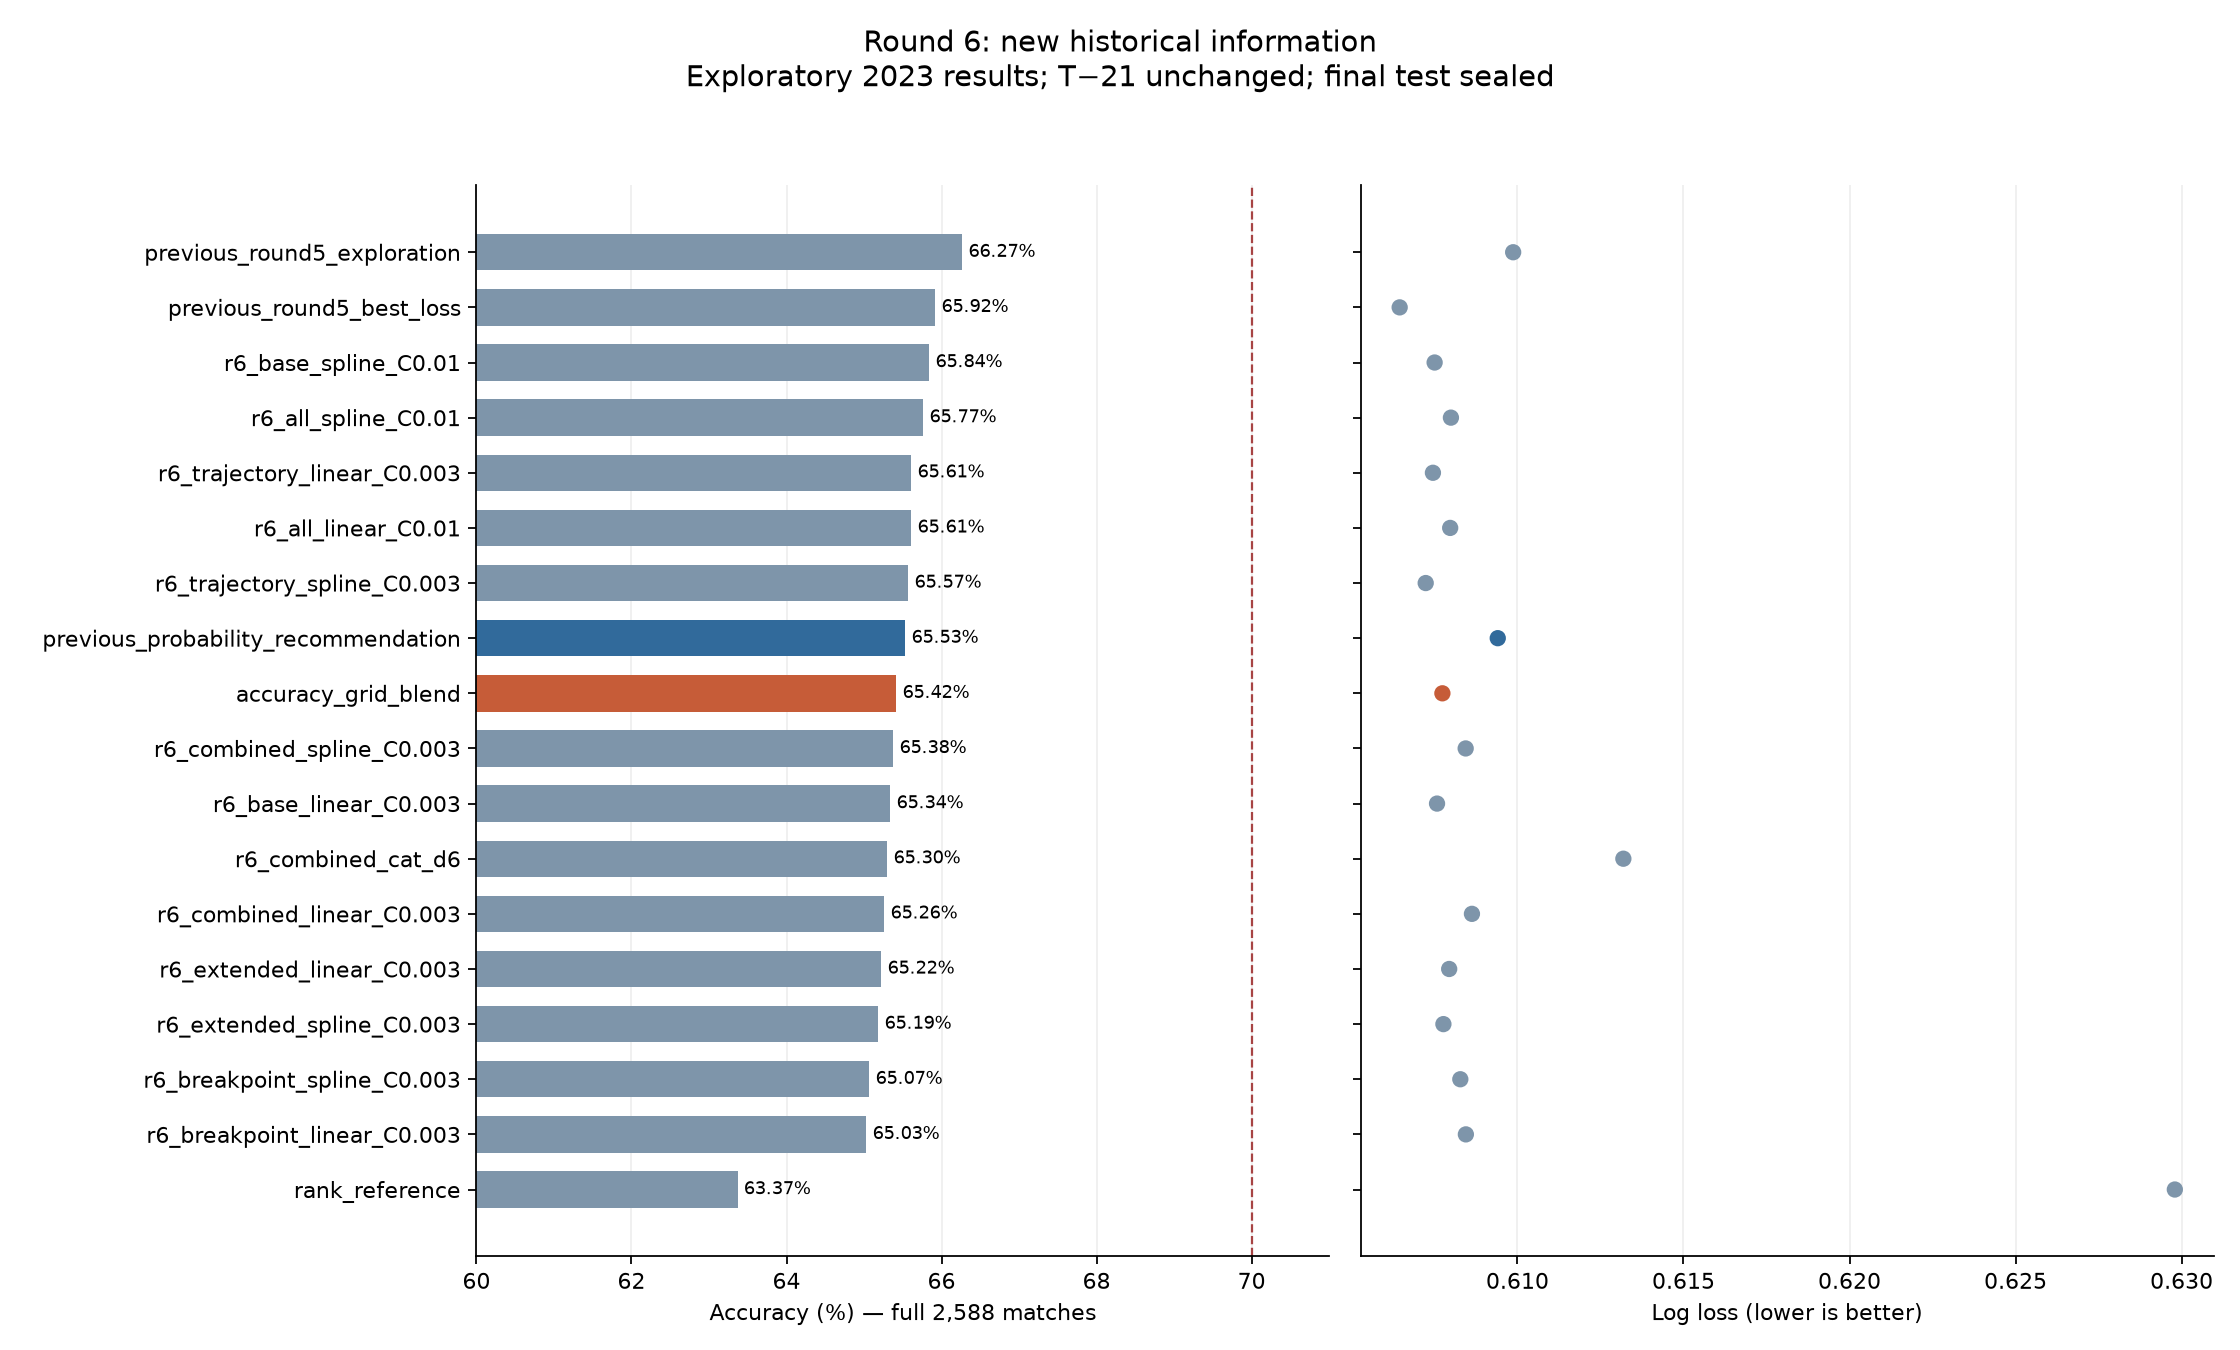 Round 6: new historical information
Exploratory 2023 results; T−21 unchanged; final test sealed
previous_round5_exploration 66.27%
previous_round5_best_loss 65.92%
r6_base_spline_C0.01 65.84%
r6_all_spline_C0.01 65.77%
r6_trajectory_linear_C0.003 65.61%
r6_all_linear_C0.01 65.61%
r6_trajectory_spline_C0.003 65.57%
previous_probability_recommendation 65.53%
accuracy_grid_blend 65.42%
r6_combined_spline_C0.003 65.38%
r6_base_linear_C0.003 65.34%
r6_combined_cat_d6 65.30%
r6_combined_linear_C0.003 65.26%
r6_extended_linear_C0.003 65.22%
r6_extended_spline_C0.003 65.19%
r6_breakpoint_spline_C0.003 65.07%
r6_breakpoint_linear_C0.003 65.03%
rank_reference 63.37%
60 62 64 66 68 70
Accuracy (%) — full 2,588 matches
0.610 0.615 0.620 0.625 0.630
Log loss (lower is better)